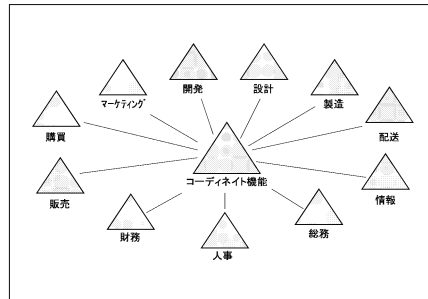 開発
設計
マーケティング
製造
購買
配送
コーディネイト機能
販売
情報
財務
総務
人事